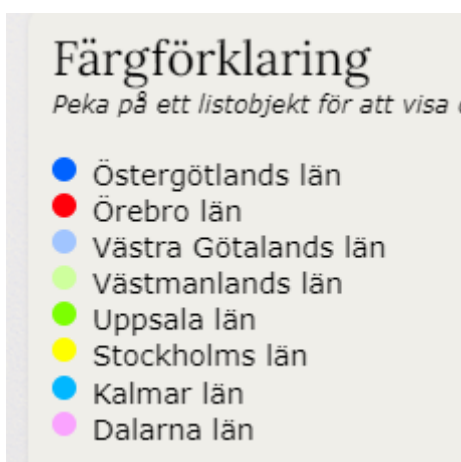 Färgförklaring
Peka på ett listobjekt för att visa
Östergötlands län
Örebro län
Västra Götalands län
Västmanlands län
Uppsala län
Stockholms län
Kalmar län
Dalarna län